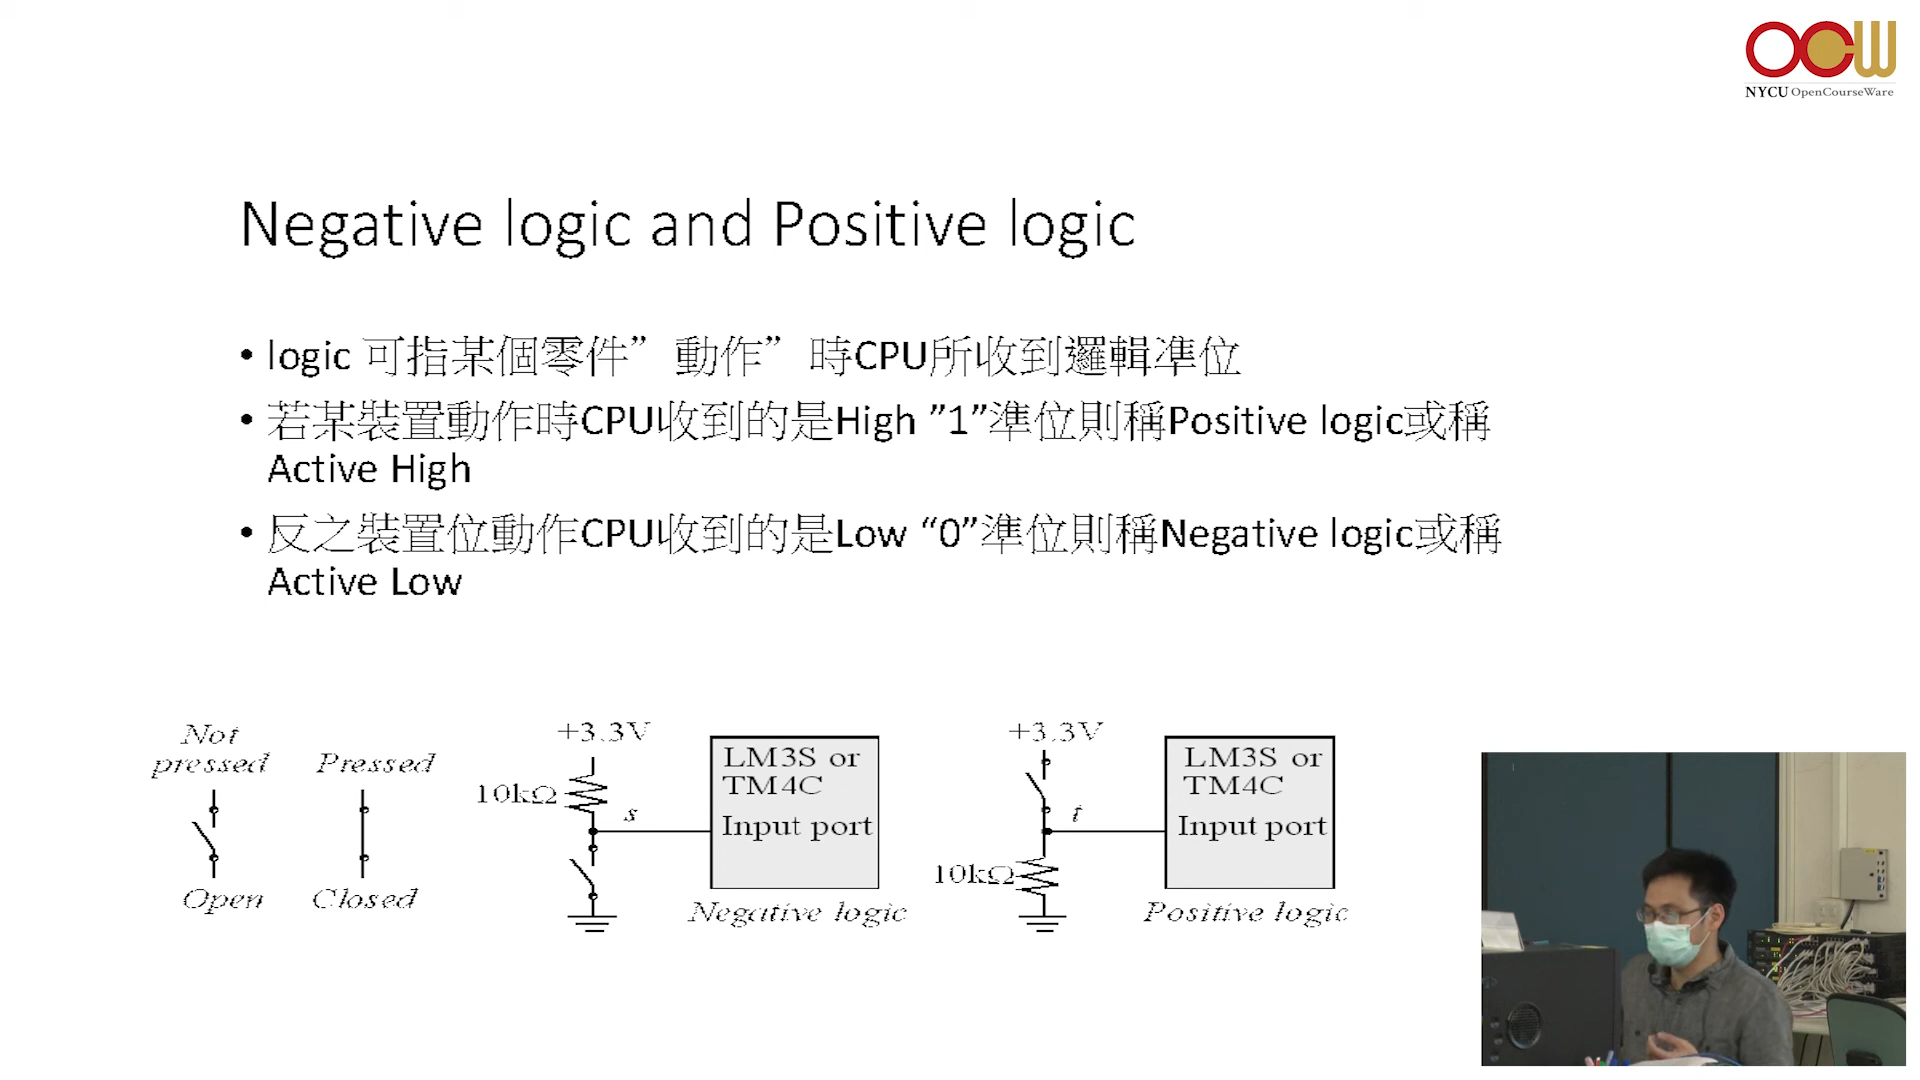 OCW
NYCU OpenCourseWare
Negative logic and Positive logic
• logic 可指某個零件”動作”時CPU所收到邏輯準位
• 若某裝置動作時CPU收到的是High ”1”準位則稱Positive logic或稱
Active High
• 反之裝置位動作CPU收到的是Low “0”準位則稱Negative logic或稱
Active Low
Not
pressed
Pressed
Open
Closed
+3.3V
10kΩ
s
LM3S or
TM4C
Input port
Negative logic
+3.3V
t
10kΩ
LM3S or
TM4C
Input port
Positive logic